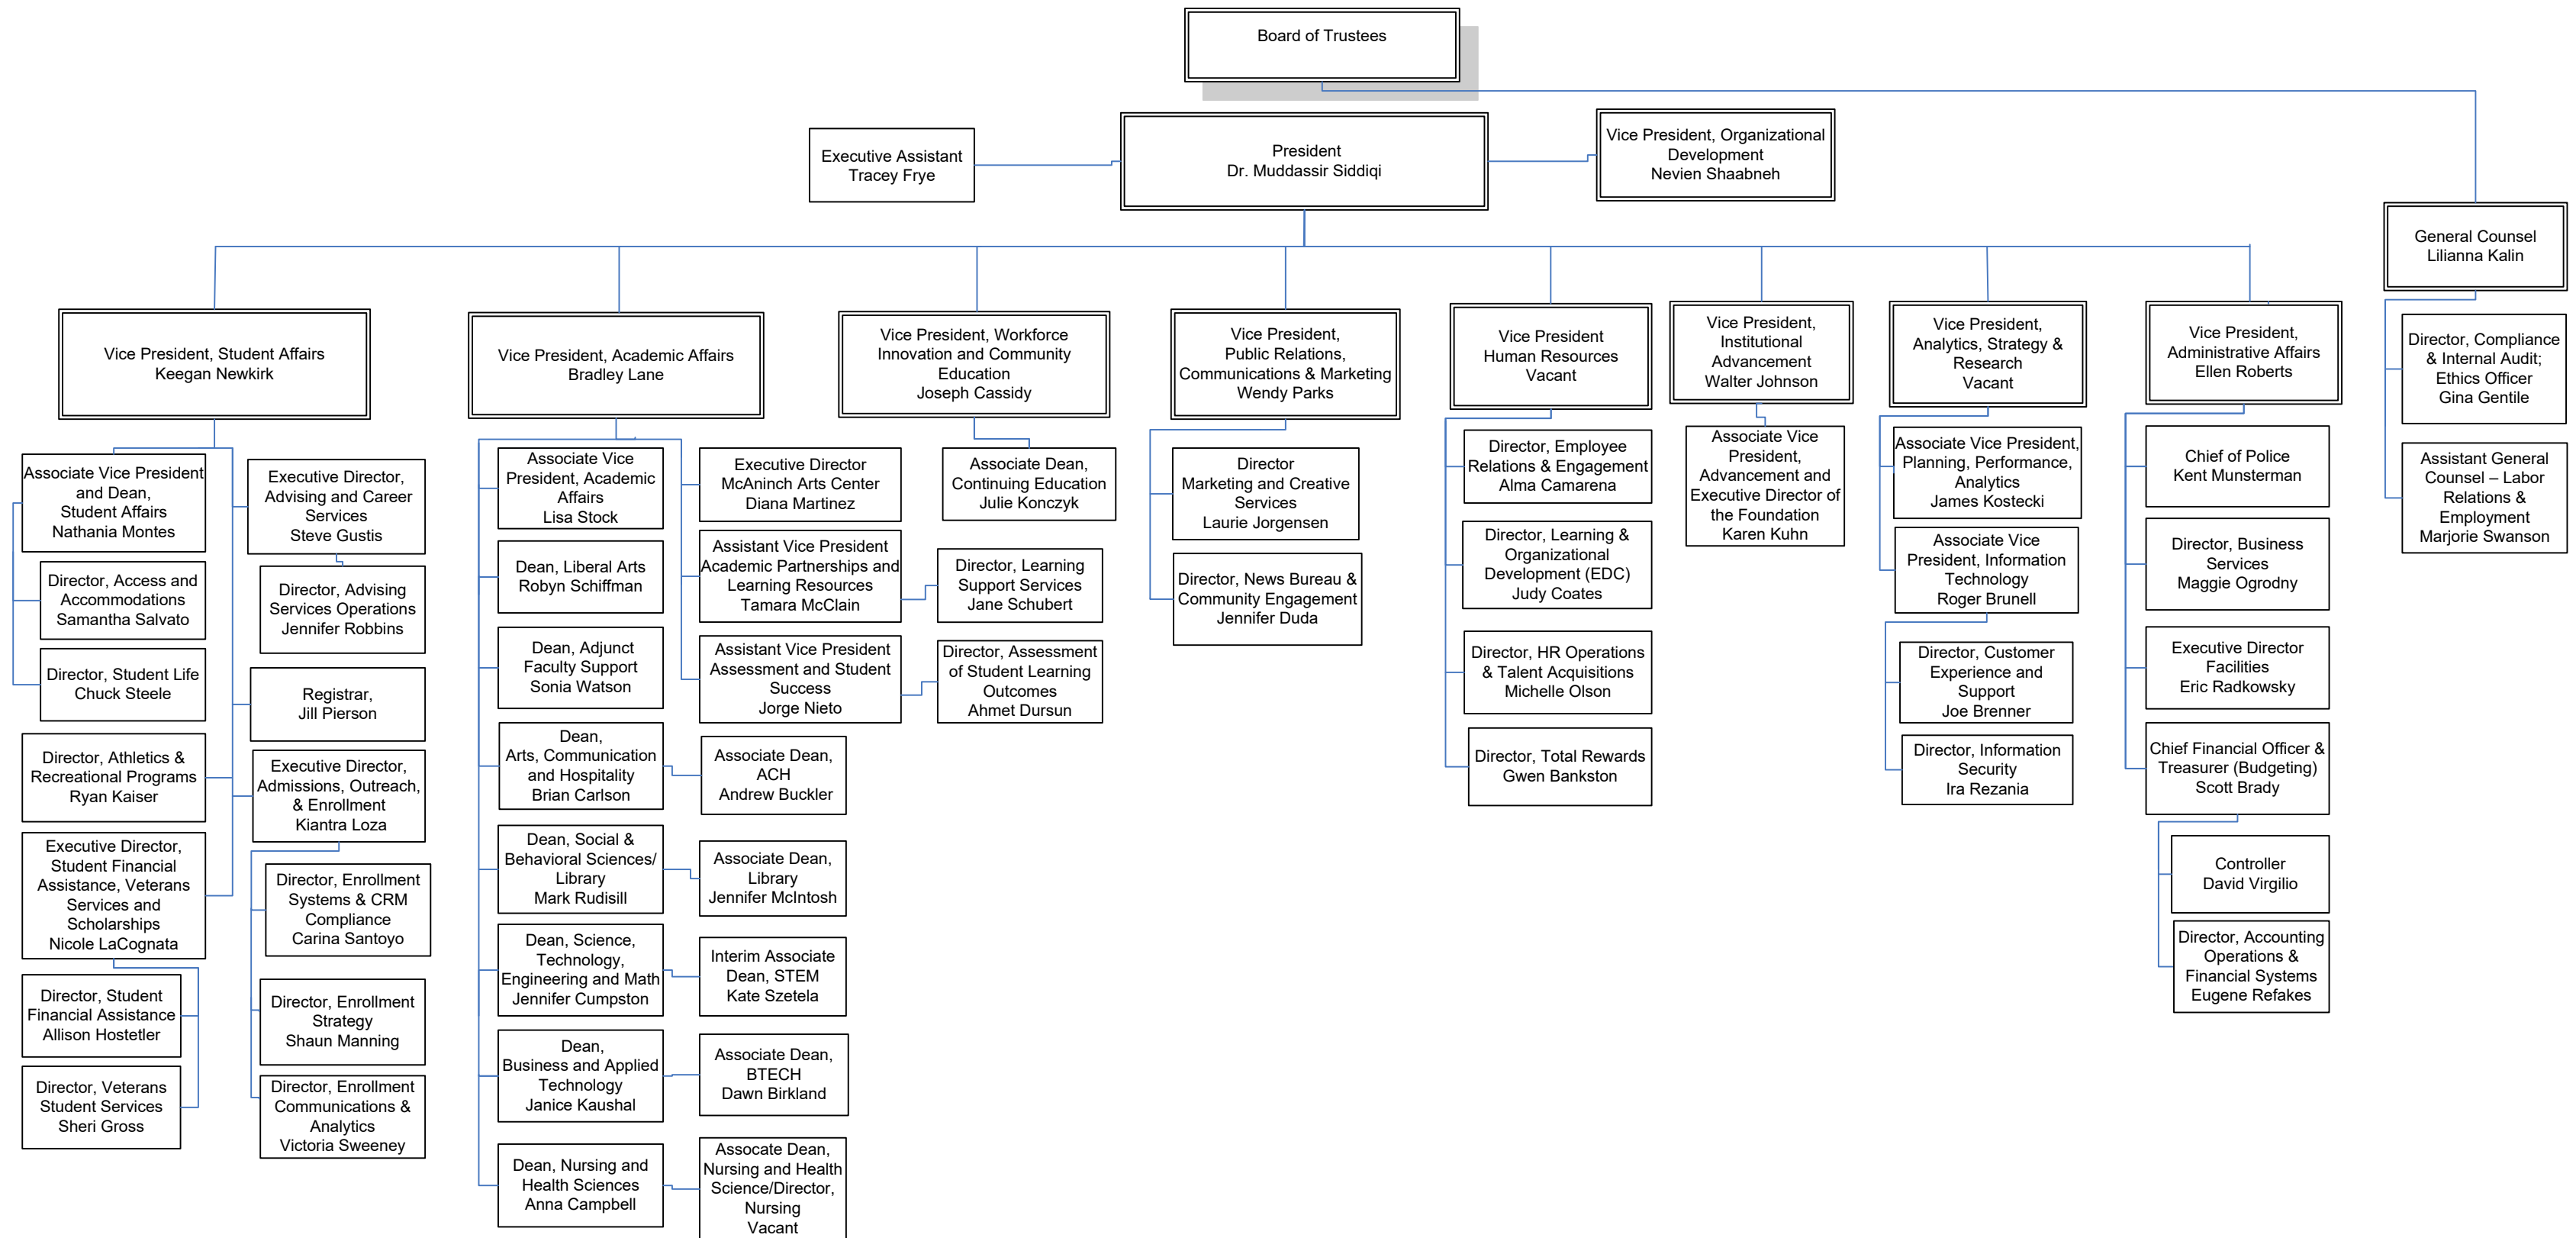 Board of Trustees
Executive Assistant
Tracey Frye
President
Dr. Muddassir Siddiqi
Vice President, Organizational
Development
Nevien Shaabneh
General Counsel
Lilianna Kalin
Director, Compliance
& Internal Audit;
Ethics Officer
Gina Gentile
Assistant General
Counsel – Labor
Relations &
Employment
Marjorie Swanson
Vice President, Student Affairs
Keegan Newkirk
Associate Vice President
and Dean,
Student Affairs
Nathania Montes
Director, Access and
Accommodations
Samantha Salvato
Director, Student Life
Chuck Steele
Director, Athletics &
Recreational Programs
Ryan Kaiser
Executive Director,
Student Financial
Assistance, Veterans
Services and
Scholarships
Nicole LaCognata
Director, Student
Financial Assistance
Allison Hostetler
Director, Veterans
Student Services
Sheri Gross
Executive Director,
Advising and Career
Services
Steve Gustis
Director, Advising
Services Operations
Jennifer Robbins
Registrar,
Jill Pierson
Executive Director,
Admissions, Outreach,
& Enrollment
Kiantra Loza
Director, Enrollment
Systems & CRM
Compliance
Carina Santoyo
Director, Enrollment
Strategy
Shaun Manning
Director, Enrollment
Communications &
Analytics
Victoria Sweeney
Vice President, Academic Affairs
Bradley Lane
Associate Vice
President, Academic
Affairs
Lisa Stock
Dean, Liberal Arts
Robyn Schiffman
Dean, Adjunct
Faculty Support
Sonia Watson
Dean,
Arts, Communication
and Hospitality
Brian Carlson
Dean, Social &
Behavioral Sciences/
Library
Mark Rudisill
Dean, Science,
Technology,
Engineering and Math
Jennifer Cumpston
Dean,
Business and Applied
Technology
Janice Kaushal
Dean, Nursing and
Health Sciences
Anna Campbell
Executive Director
McAninch Arts Center
Diana Martinez
Assistant Vice President
Academic Partnerships and
Learning Resources
Tamara McClain
Director, Learning
Support Services
Jane Schubert
Assistant Vice President
Assessment and Student
Success
Jorge Nieto
Director, Assessment
of Student Learning
Outcomes
Ahmet Dursun
Associate Dean,
ACH
Andrew Buckler
Associate Dean,
Library
Jennifer McIntosh
Interim Associate
Dean, STEM
Kate Szetela
Associate Dean,
BTECH
Dawn Birkland
Assocate Dean,
Nursing and Health
Science/Director,
Nursing
Vacant
Vice President, Workforce
Innovation and Community
Education
Joseph Cassidy
Associate Dean,
Continuing Education
Julie Konczyk
Vice President,
Public Relations,
Communications & Marketing
Wendy Parks
Director
Marketing and Creative
Services
Laurie Jorgensen
Director, News Bureau &
Community Engagement
Jennifer Duda
Vice President
Human Resources
Vacant
Director, Employee
Relations & Engagement
Alma Camarena
Director, Learning &
Organizational
Development (EDC)
Judy Coates
Director, HR Operations
& Talent Acquisitions
Michelle Olson
Director, Total Rewards
Gwen Bankston
Vice President,
Institutional
Advancement
Walter Johnson
Associate Vice
President,
Advancement and
Executive Director of
the Foundation
Karen Kuhn
Vice President,
Analytics, Strategy &
Research
Vacant
Associate Vice President,
Planning, Performance,
Analytics
James Kostecki
Associate Vice
President, Information
Technology
Roger Brunell
Director, Customer
Experience and
Support
Joe Brenner
Director, Information
Security
Ira Rezania
Vice President,
Administrative Affairs
Ellen Roberts
Chief of Police
Kent Munsterman
Director, Business
Services
Maggie Ogrodny
Executive Director
Facilities
Eric Radkowsky
Chief Financial Officer &
Treasurer (Budgeting)
Scott Brady
Controller
David Virgilio
Director, Accounting
Operations &
Financial Systems
Eugene Refakes